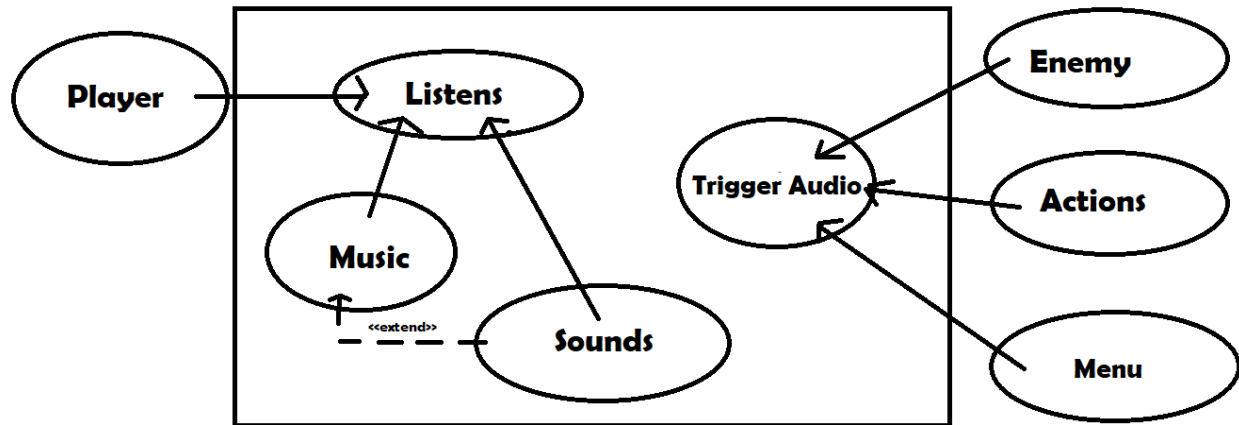 Player
Listens
Enemy
Trigger Audio
Actions
Music
<<extend>>
Sounds
Menu